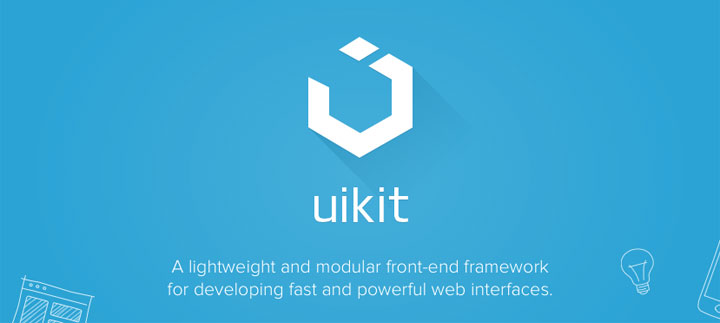 uikit
A lightweight and modular front-end framework
for developing fast and powerful web interfaces.